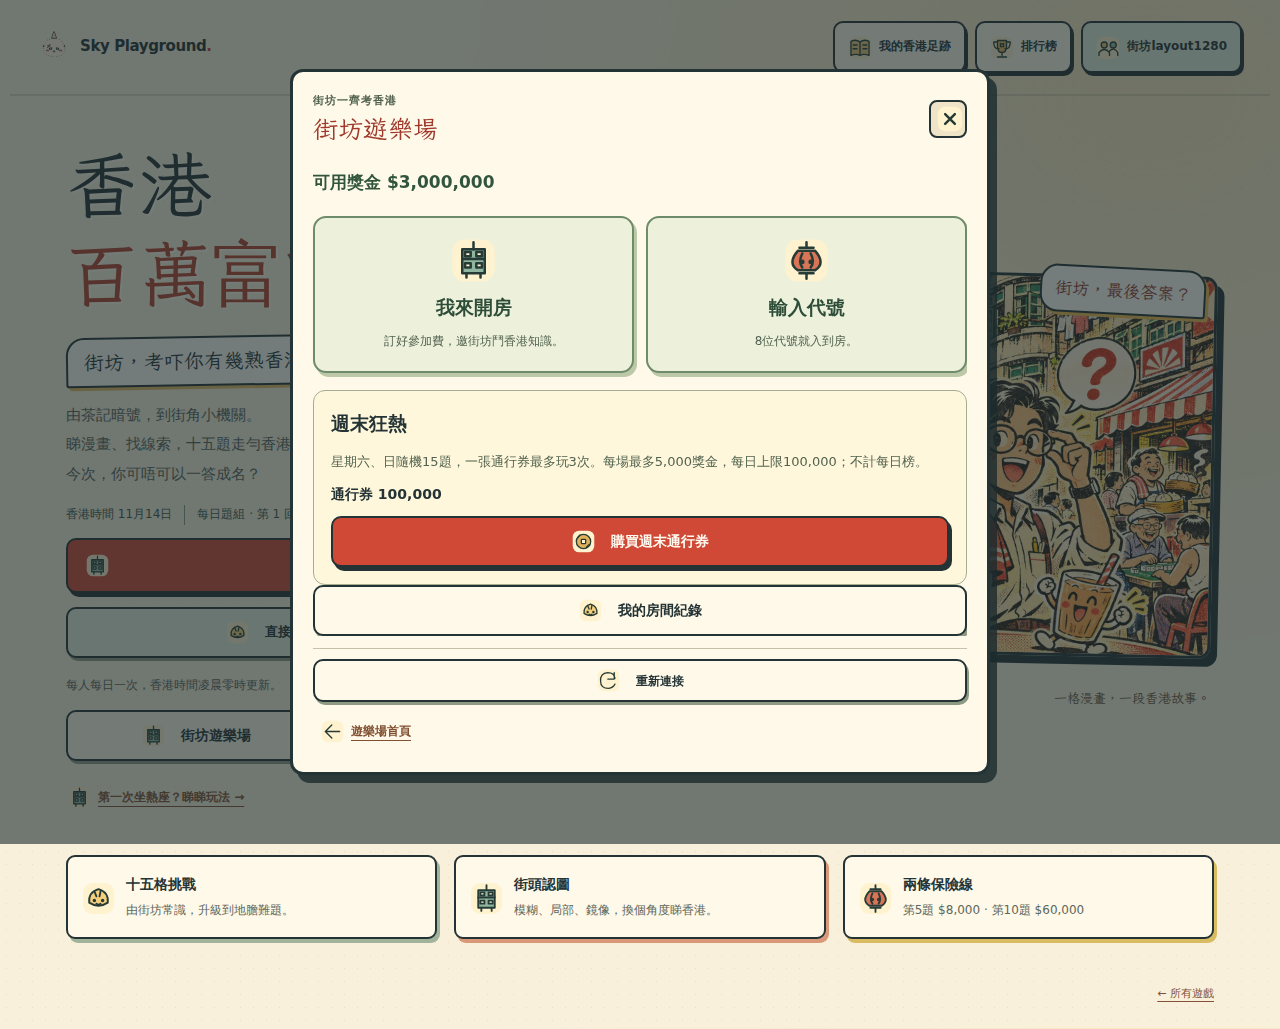 Sky Playground.
我的香港足跡
排行榜
街坊layout1280
香港
百萬富
街坊，考吓你有幾熟香
由茶記暗號，到街角小機關。
睇漫畫、找線索，十五題走勻香港
今次，你可唔可以一答成名？
香港時間 11月14日
每日題組 · 第 1
直接
每人每日一次，香港時間凌晨零時更新。
街坊遊樂場
第一次坐熱座？睇睇玩法 →
街坊一齊考香港
街坊遊樂場
可用獎金 $3,000,000
我來開房
訂好參加費，邀街坊鬥香港知識。
輸入代號
8位代號就入到房。
週末狂熱
星期六、日隨機15題，一張通行券最多玩3次。每場最多5,000獎金，每日上限100,000；不計每日榜。
通行券 100,000
購買週末通行券
我的房間紀錄
重新連接
遊樂場首頁
街坊，最後答案？
?
一格漫畫，一段香港故事。
十五格挑戰
由街坊常識，升級到地膽難題。
街頭認圖
模糊、局部、鏡像，換個角度睇香港。
兩條保險線
第5題 $8,000 · 第10題 $60,000
← 所有遊戲